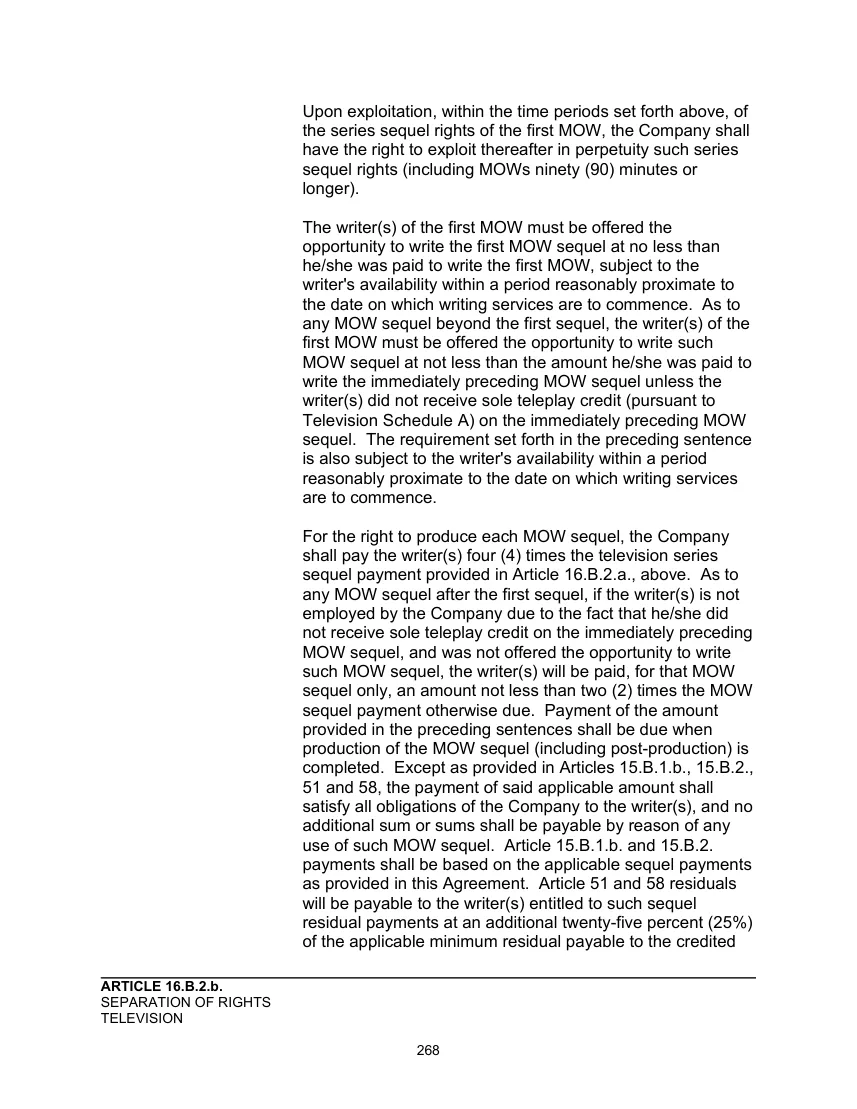 Upon exploitation, within the time periods set forth above, of
the series sequel rights of the first MOW, the Company shall
have the right to exploit thereafter in perpetuity such series
sequel rights (including MOWs ninety (90) minutes or
longer).
The writer(s) of the first MOW must be offered the
opportunity to write the first MOW sequel at no less than
he/she was paid to write the first MOW, subject to the
writer's availability within a period reasonably proximate to
the date on which writing services are to commence.  As to
any MOW sequel beyond the first sequel, the writer(s) of the
first MOW must be offered the opportunity to write such
MOW sequel at not less than the amount he/she was paid to
write the immediately preceding MOW sequel unless the
writer(s) did not receive sole teleplay credit (pursuant to
Television Schedule A) on the immediately preceding MOW
sequel.  The requirement set forth in the preceding sentence
is also subject to the writer's availability within a period
reasonably proximate to the date on which writing services
are to commence.
For the right to produce each MOW sequel, the Company
shall pay the writer(s) four (4) times the television series
sequel payment provided in Article 16.B.2.a., above.  As to
any MOW sequel after the first sequel, if the writer(s) is not
employed by the Company due to the fact that he/she did
not receive sole teleplay credit on the immediately preceding
MOW sequel, and was not offered the opportunity to write
such MOW sequel, the writer(s) will be paid, for that MOW
sequel only, an amount not less than two (2) times the MOW
sequel payment otherwise due.  Payment of the amount
provided in the preceding sentences shall be due when
production of the MOW sequel (including post-production) is
completed.  Except as provided in Articles 15.B.1.b., 15.B.2.,
51 and 58, the payment of said applicable amount shall
satisfy all obligations of the Company to the writer(s), and no
additional sum or sums shall be payable by reason of any
use of such MOW sequel.  Article 15.B.1.b. and 15.B.2.
payments shall be based on the applicable sequel payments
as provided in this Agreement.  Article 51 and 58 residuals
will be payable to the writer(s) entitled to such sequel
residual payments at an additional twenty-five percent (25%)
of the applicable minimum residual payable to the credited
ARTICLE 16.B.2.b.
SEPARATION OF RIGHTS
TELEVISION
268